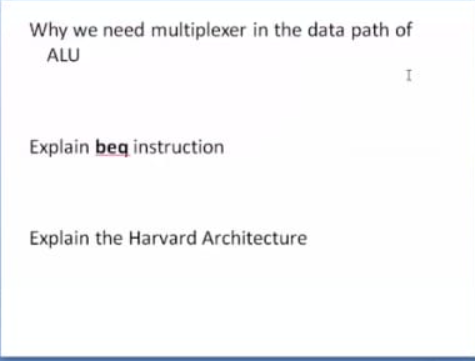 Why we need multiplexer in the data path of
ALU
Explain beq instruction
Explain the Harvard Architecture